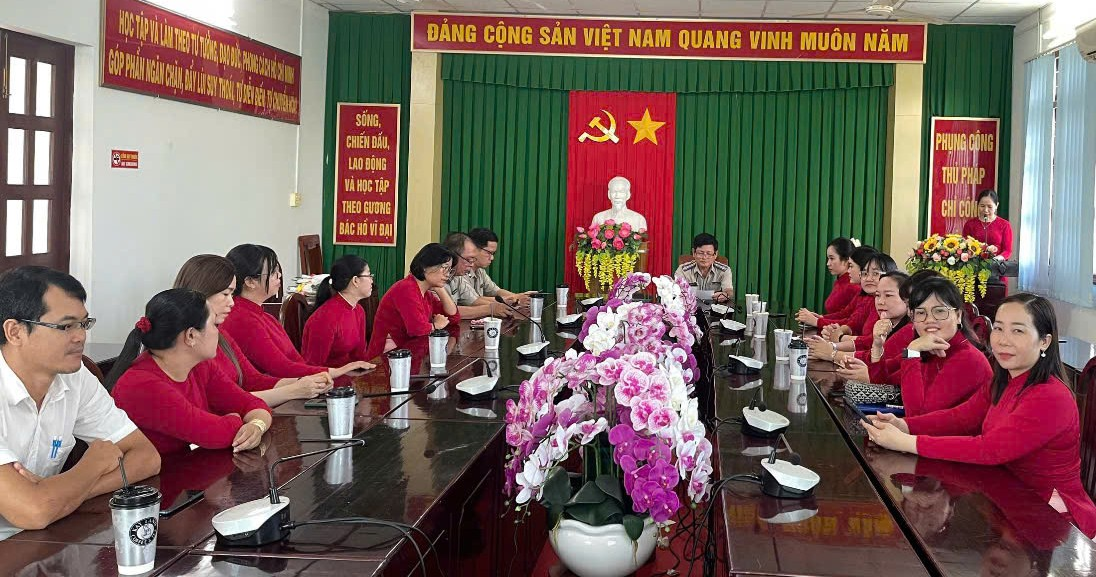 HỌC TẬP VÀ LÀM THEO TƯ TƯỞNG, ĐẠO ĐỨC, PHONG CÁCH HỒ CHÍ MINH
GÓP PHẦN NGĂN CHẶN, ĐẨY LÙI SUY THOÁI, TỰ DIỄN BIẾN, TỰ CHUYỂN HÓA
ĐẢNG CỘNG SẢN VIỆT NAM QUANG VINH MUÔN NĂM
SỐNG,
CHIẾN ĐẤU,
LAO ĐỘNG
VÀ HỌC TẬP
THEO GƯƠNG
BÁC HỒ VĨ ĐẠI
PHỤNG CÔNG
THỦ PHÁP
CHÍ CÔNG